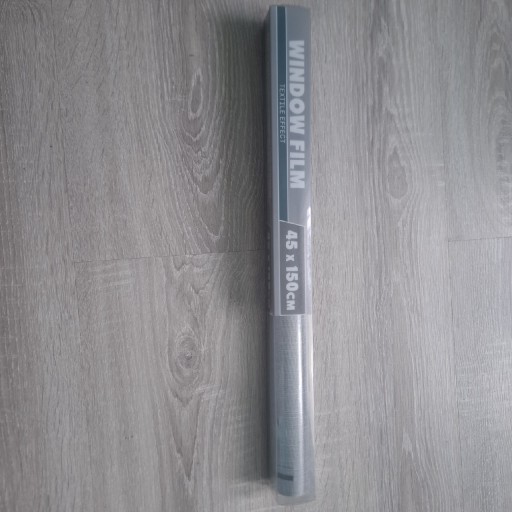 WINDOW FILM
TEXTILE EFFECT
45 x 150CM